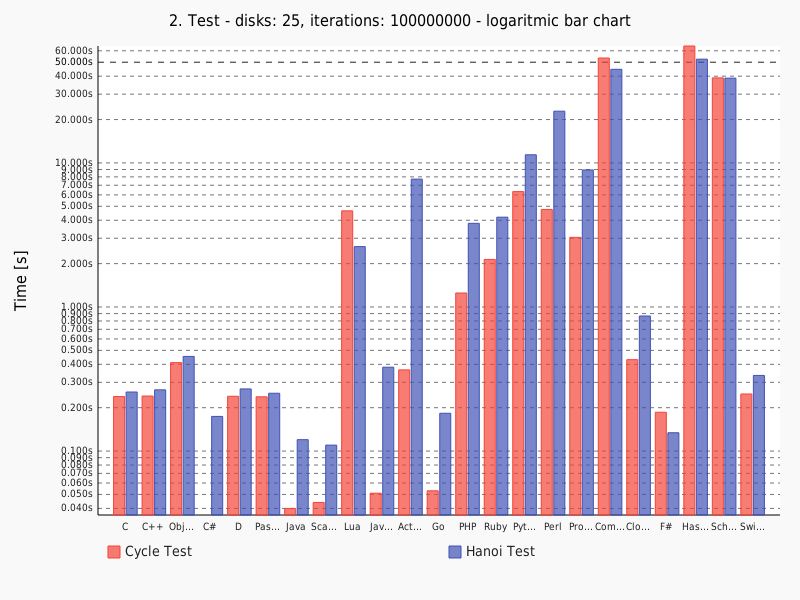 2. Test - disks: 25, iterations: 100000000 - logaritmic bar chart
Time [s]
60.000s
50.000s
40.000s
30.000s
20.000s
10.000s
9.000s
8.000s
7.000s
6.000s
5.000s
4.000s
3.000s
2.000s
1.000s
0.900s
0.800s
0.700s
0.600s
0.500s
0.400s
0.300s
0.200s
0.100s
0.090s
0.080s
0.070s
0.060s
0.050s
0.040s
C C++ Obj... C# D Pas... Java Sca... Lua Jav... Act... Go PHP Ruby Pyt... Perl Pro... Com... Clo... F# Has... Sch... Swi...
Cycle Test Hanoi Test